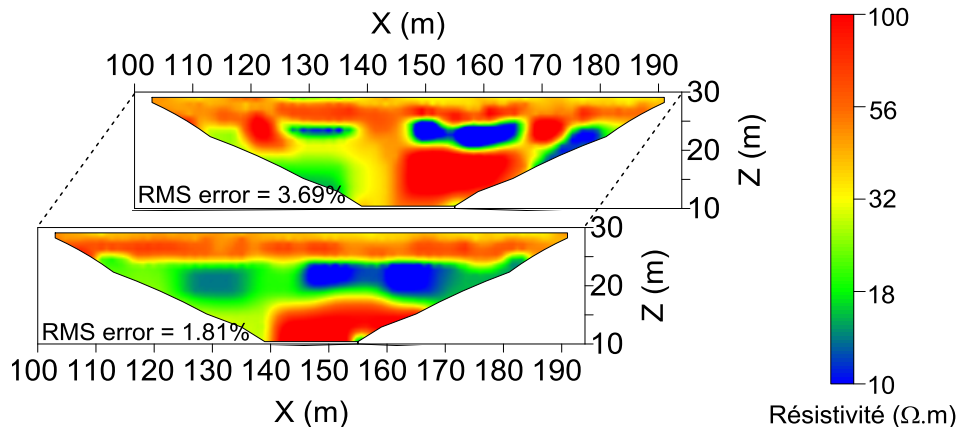 X (m)
100 110 120 130 140 150 160 170 180 190
30
20
10
Z (m)
RMS error = 3.69%
30
20
10
Z (m)
RMS error = 1.81%
100 110 120 130 140 150 160 170 180 190
X (m)
100
56
32
18
10
Résistivité (Ω.m)